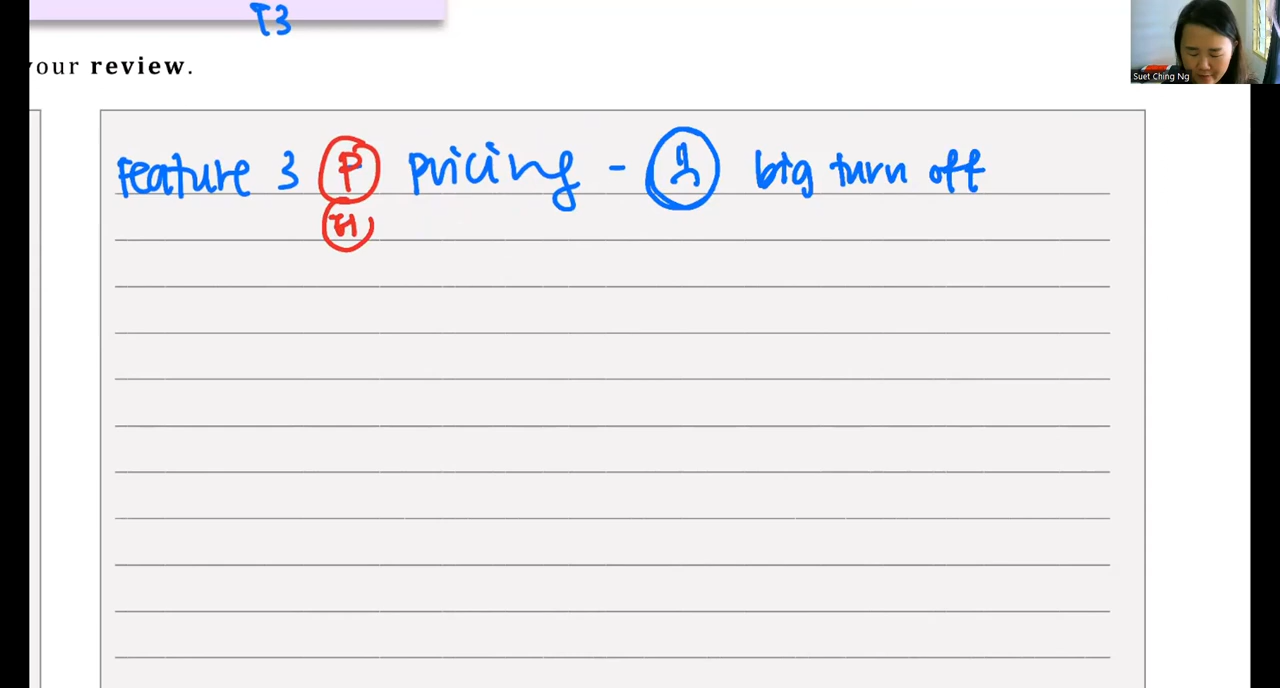 T3
your review.
Suet Ching Ng
Feature 3 P pricing - big turn off